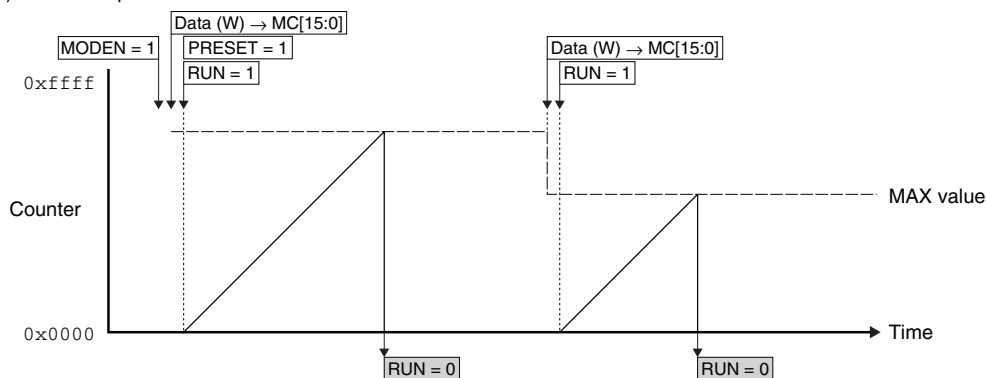 Data (W) → MC[15:0]
MODEN = 1
PRESET = 1
RUN = 1
Data (W) → MC[15:0]
RUN = 1
0xffff
Counter
MAX value
0x0000
Time
RUN = 0
RUN = 0